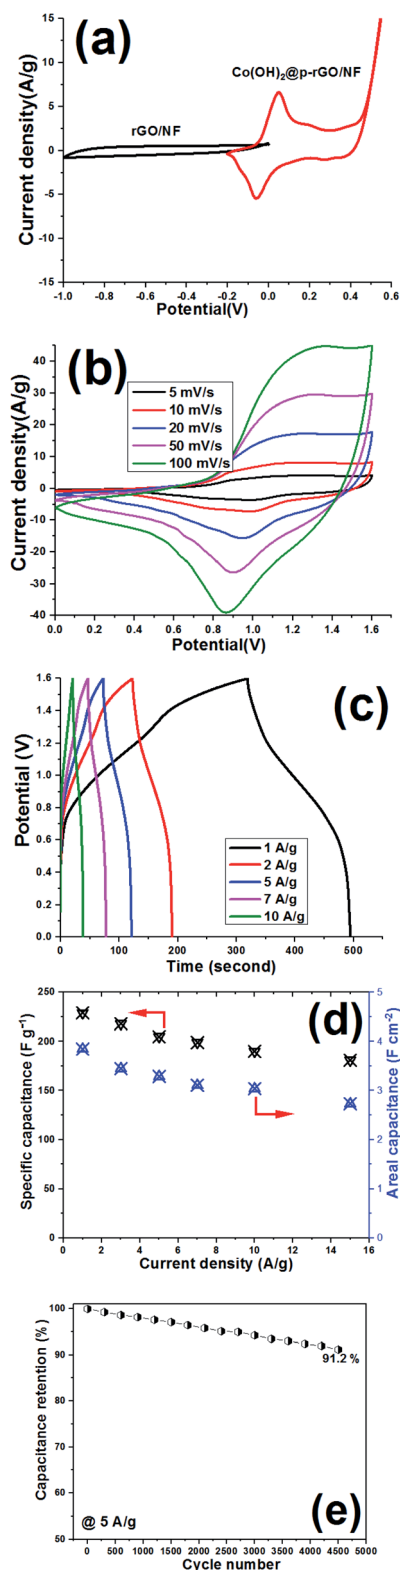 (a)
15
10
5
0
-5
-10
-15
Current density(A/g)
Co(OH)₂@p-rGO/NF
rGO/NF
-1.0 -0.8 -0.6 -0.4 -0.2 0.0 0.2 0.4 0.6
Potential(V)
(b)
40
30
20
10
0
-10
-20
-30
-40
Current density(A/g)
5 mV/s
10 mV/s
20 mV/s
50 mV/s
100 mV/s
0.0 0.2 0.4 0.6 0.8 1.0 1.2 1.4 1.6
Potential(V)
(c)
1.6
1.4
1.2
1.0
0.8
0.6
0.4
0.2
0.0
Potential (V)
1 A/g
2 A/g
5 A/g
7 A/g
10 A/g
0 100 200 300 400 500
Time (second)
(d)
250
225
200
175
150
125
100
75
50
25
0
Specific capacitance (F g⁻¹)
5
4
3
2
1
0
Areal capacitance (F cm⁻²)
0 2 4 6 8 10 12 14 16
Current density (A/g)
100
90
80
70
60
50
Capacitance retention (% )
91.2 %
@ 5 A/g
(e)
0 500 1000 1500 2000 2500 3000 3500 4000 4500 5000
Cycle number